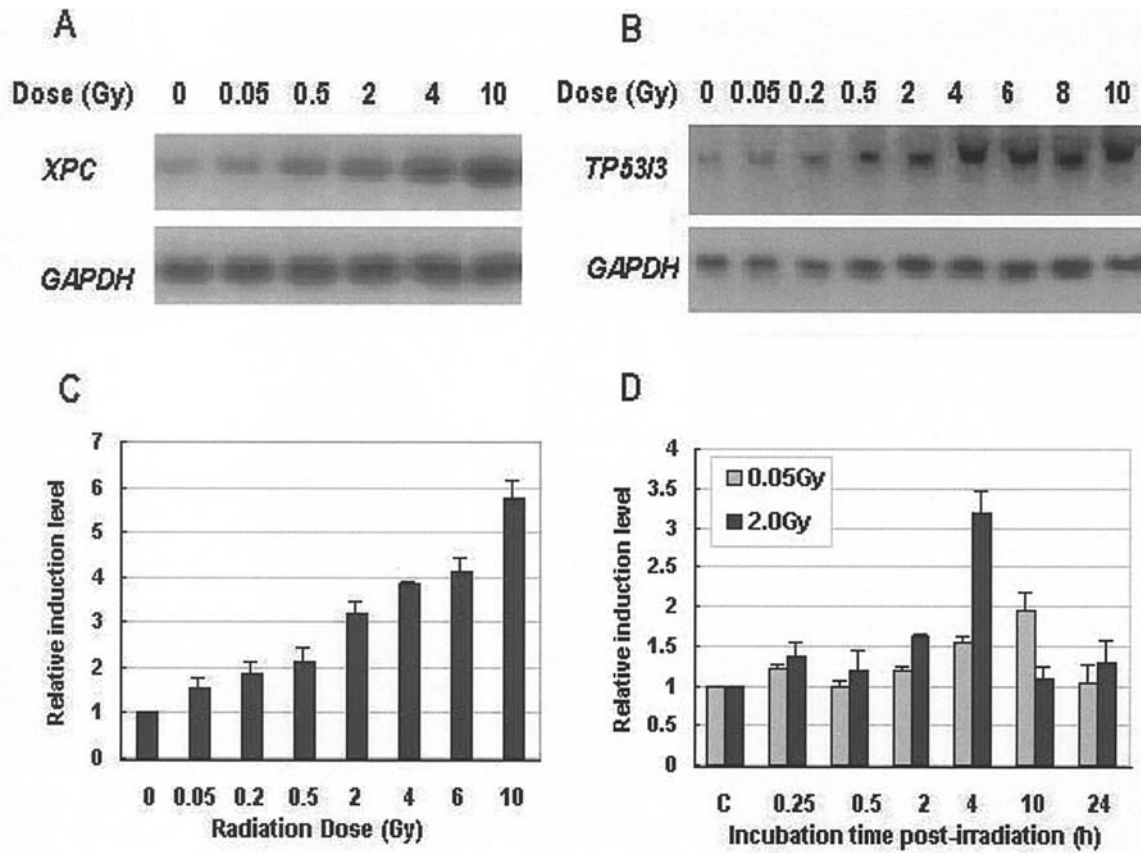 A
Dose (Gy) 0 0.05 0.5 2 4 10
XPC
GAPDH
B
Dose (Gy) 0 0.05 0.2 0.5 2 4 6 8 10
TP53I3
GAPDH
C
Relative induction level
7
6
5
4
3
2
1
0
0 0.05 0.2 0.5 2 4 6 10
Radiation Dose (Gy)
D
Relative induction level
4
3.5
3
2.5
2
1.5
1
0.5
0
0.05Gy
2.0Gy
C 0.25 0.5 2 4 10 24
Incubation time post-irradiation (h)